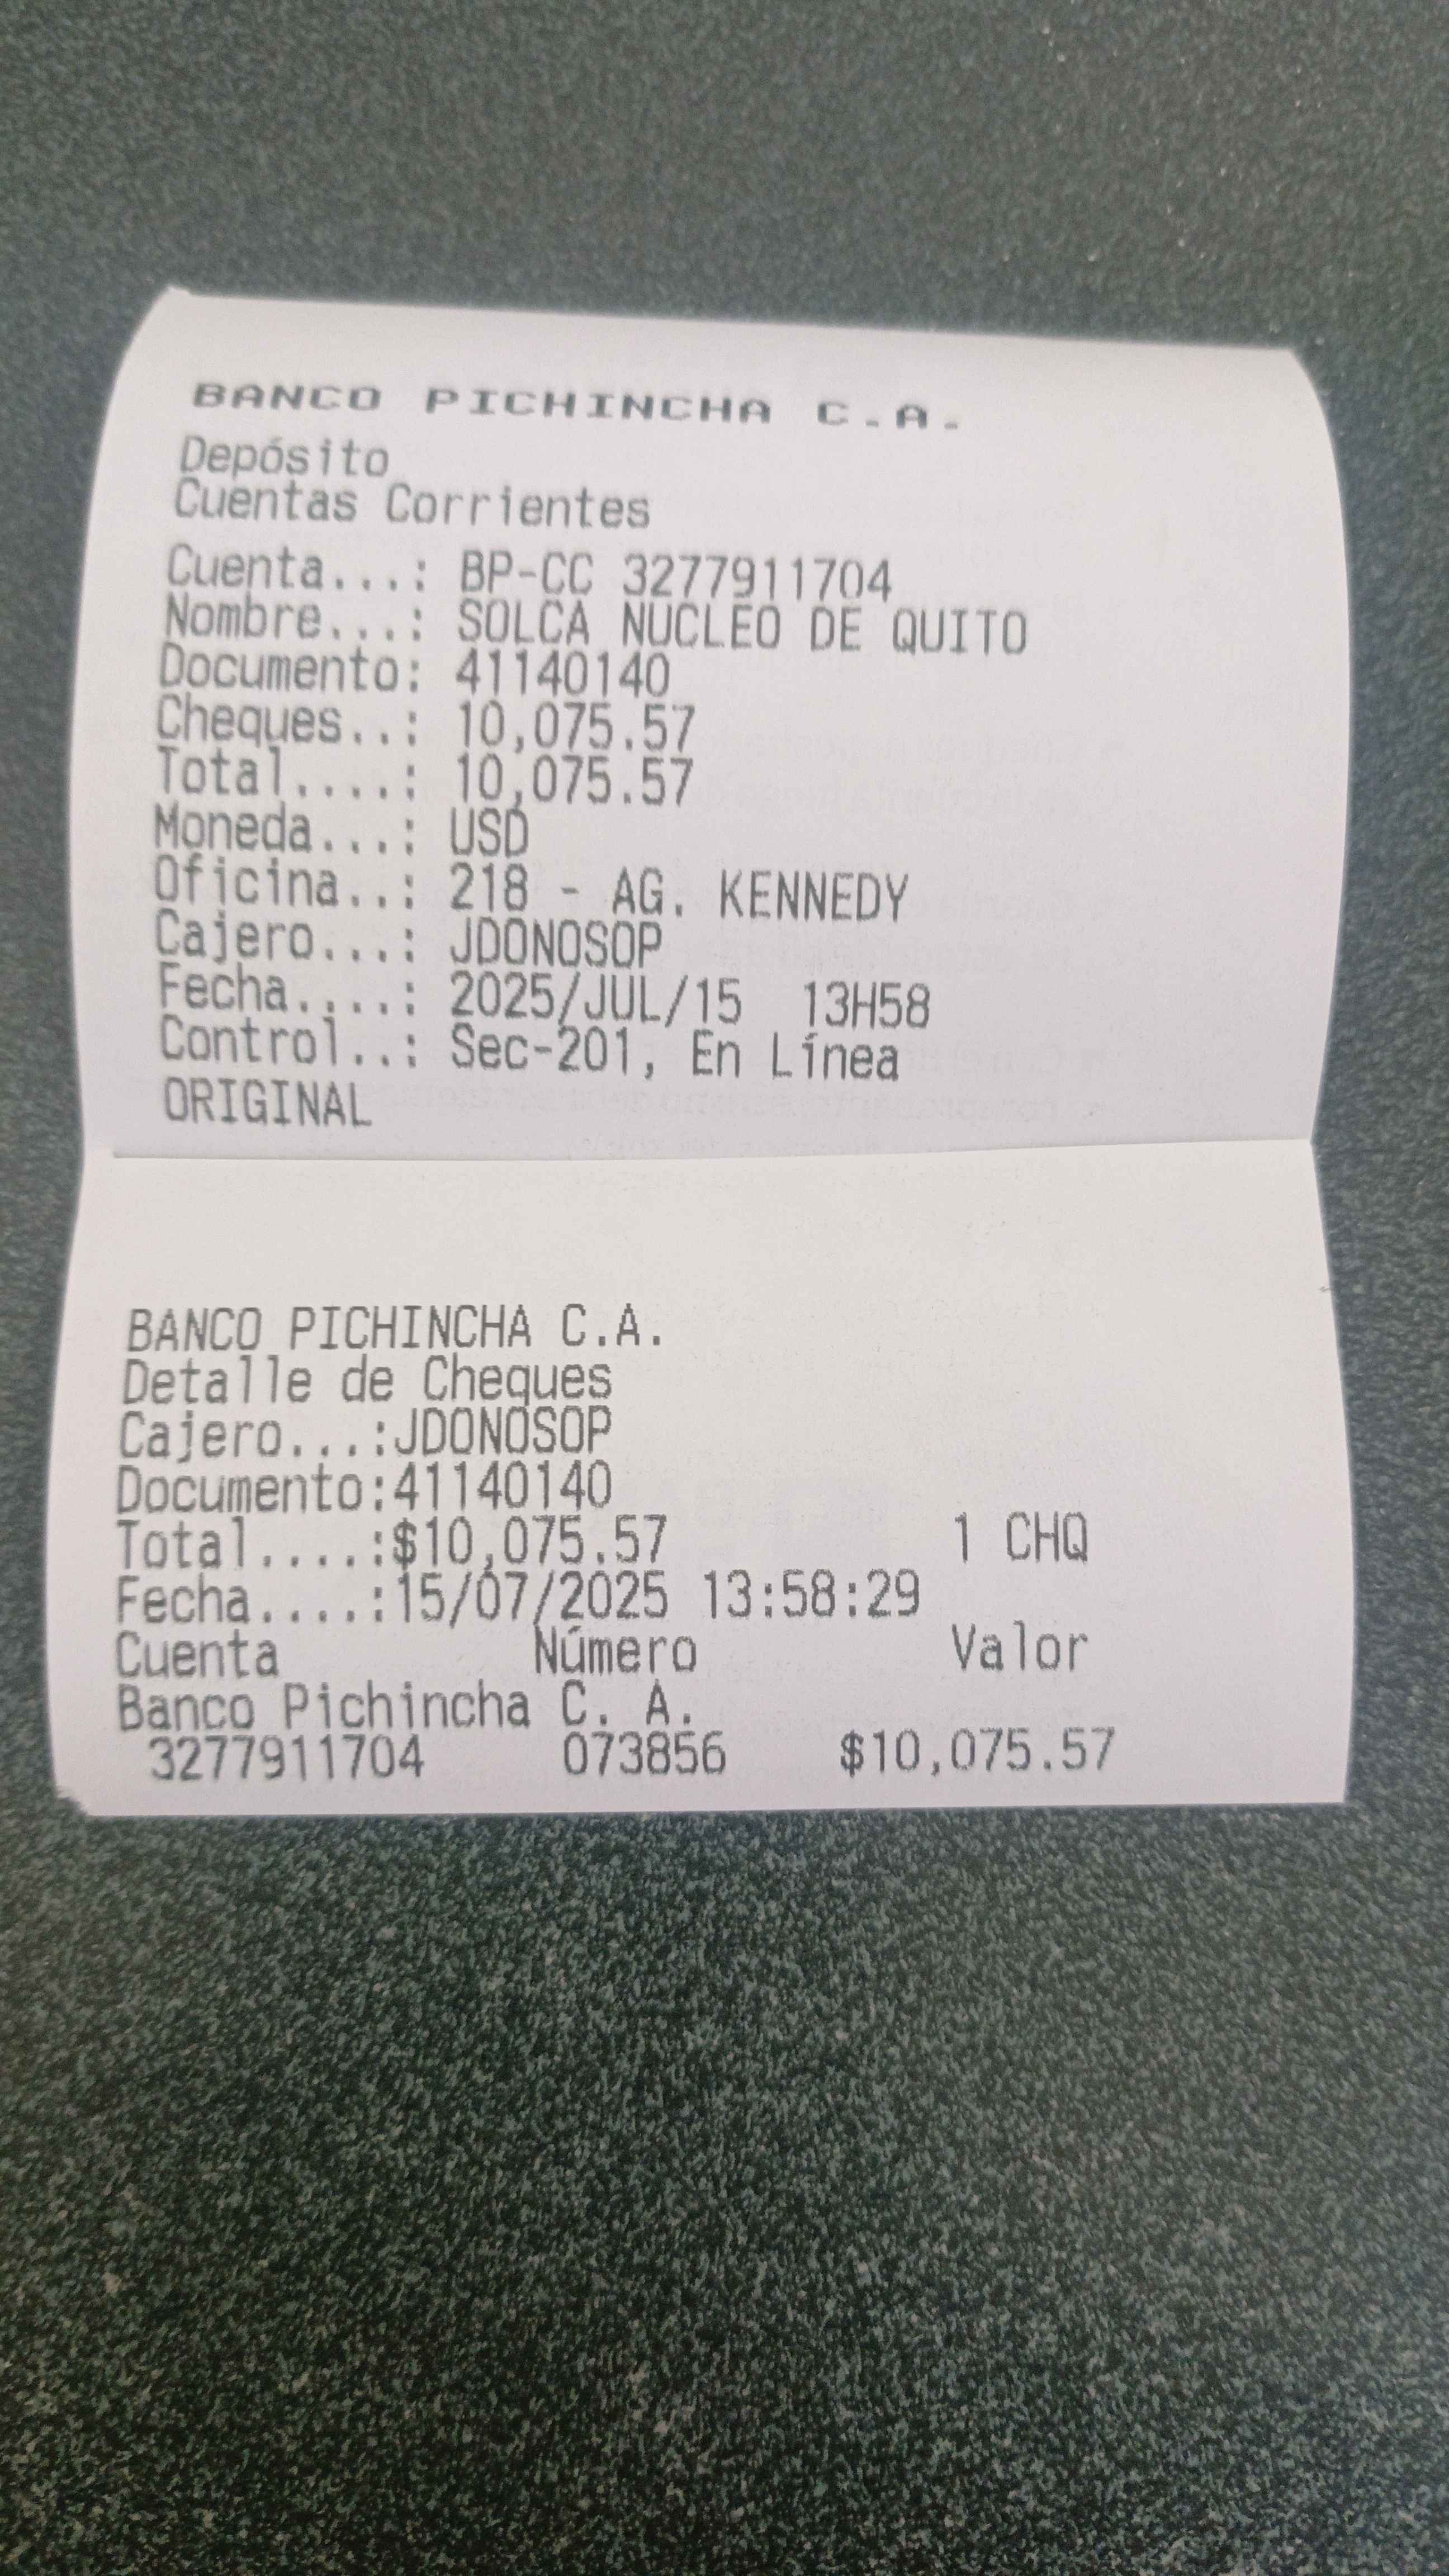 BANCO PICHINCHA C.A.
Depósito
Cuentas Corrientes
Cuenta...: BP-CC 3277911704
Nombre...: SOLCA NUCLEO DE QUITO
Documento: 41140140
Cheques..: 10,075.57
Total....: 10,075.57
Moneda...: USD
Oficina..: 218 - AG. KENNEDY
Cajero...: JDONOSOP
Fecha....: 2025/JUL/15 13H58
Control..: Sec-201, En Línea
ORIGINAL
BANCO PICHINCHA C.A.
Detalle de Cheques
Cajero...:JDONOSOP
Documento:41140140
Total....:$10,075.57 1 CHQ
Fecha....:15/07/2025 13:58:29
Cuenta Número Valor
Banco Pichincha C. A.
3277911704 073856 $10,075.57